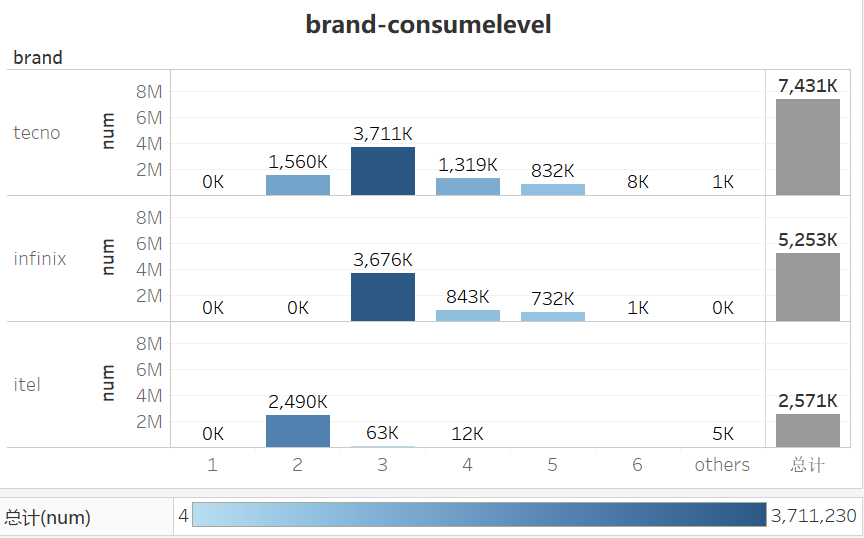 brand-consumelevel
brand
tecno
num
8M
6M
4M
2M
0K
1,560K
3,711K
1,319K
832K
8K
1K
7,431K
infinix
num
8M
6M
4M
2M
0K
0K
3,676K
843K
732K
1K
0K
5,253K
itel
num
8M
6M
4M
2M
0K
2,490K
63K
12K
5K
2,571K
1 2 3 4 5 6 others 总计
总计(num) 4 3,711,230